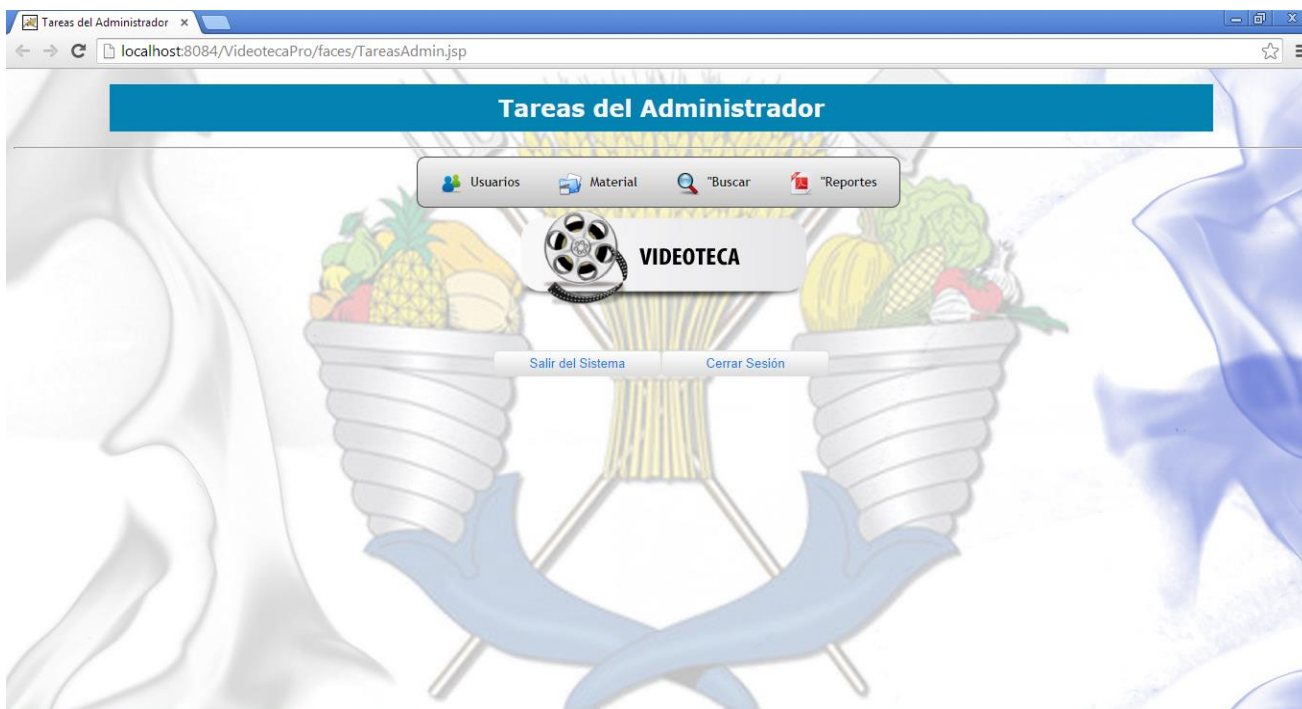 Tareas del Administrador
localhost:8084/VideotecaPro/faces/TareasAdmin.jsp
Tareas del Administrador
Usuarios Material "Buscar "Reportes
VIDEOTECA
Salir del Sistema Cerrar Sesión